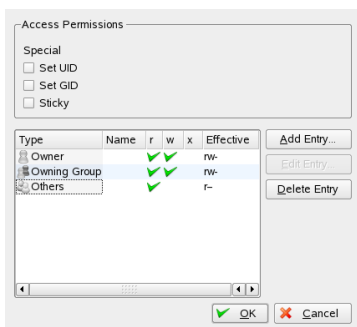 Access Permissions
Special
Set UID
Set GID
Sticky
Type Name r w x Effective
Owner rw-
Owning Group rw-
Others r--
Add Entry...
Edit Entry...
Delete Entry
OK
Cancel